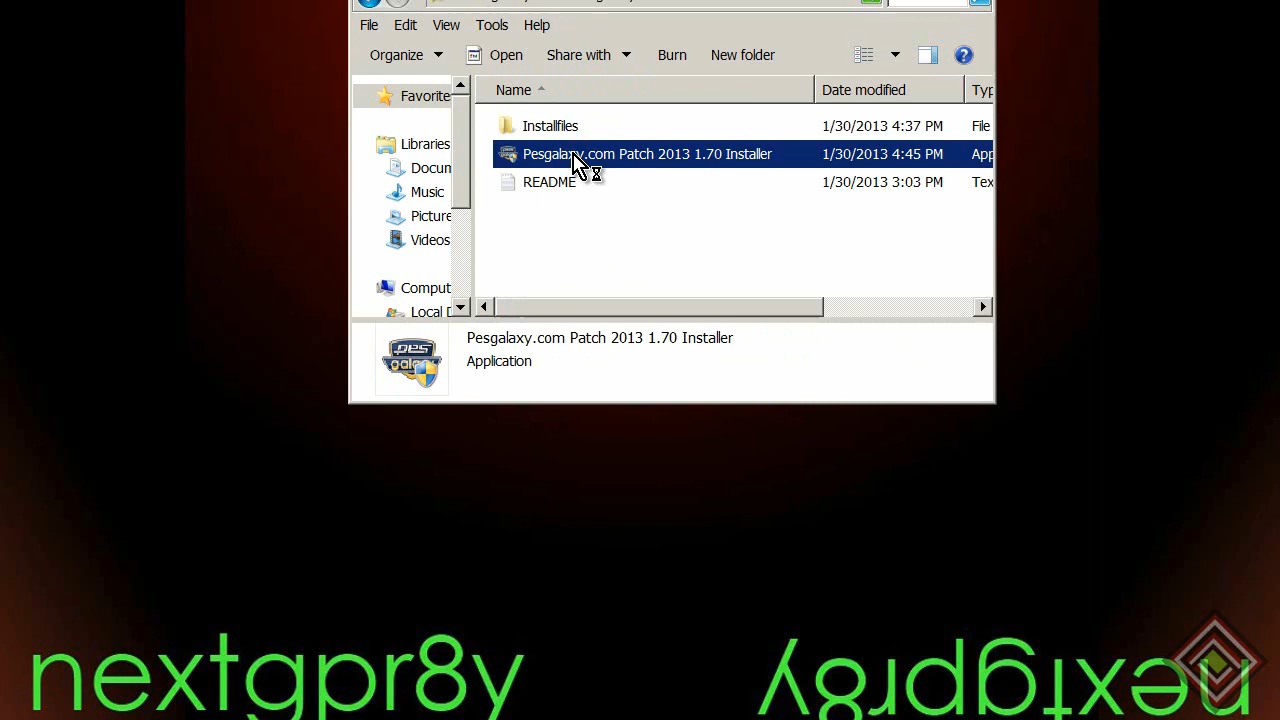 File Edit View Tools Help
Organize Open Share with Burn New folder
Name Date modified Typ
Favorite
Installfiles 1/30/2013 4:37 PM File
Libraries
Pesgalaxy.com Patch 2013 1.70 Installer 1/30/2013 4:45 PM App
Docum
README 1/30/2013 3:03 PM Tex
Music
Picture
Videos
Comput
Local D
Pesgalaxy.com Patch 2013 1.70 Installer
Application
pes
galaxy
nextgpr8y nextgpr8y